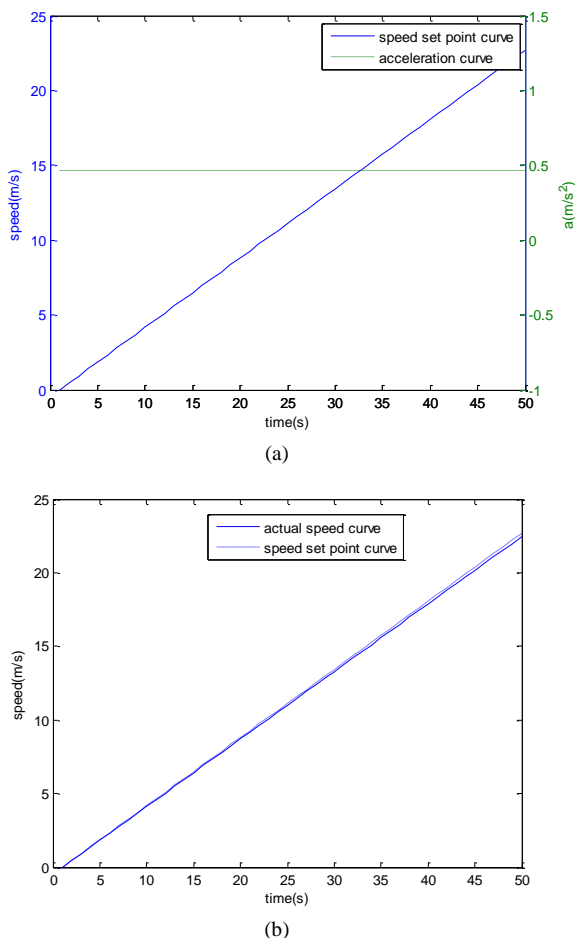 25
20
15
10
5
0
speed(m/s)
speed set point curve
acceleration curve
1.5
1
0.5
0
-0.5
-1
a(m/s²)
0 5 10 15 20 25 30 35 40 45 50
time(s)
(a)
25
20
15
10
5
0
speed(m/s)
actual speed curve
speed set point curve
0 5 10 15 20 25 30 35 40 45 50
time(s)
(b)